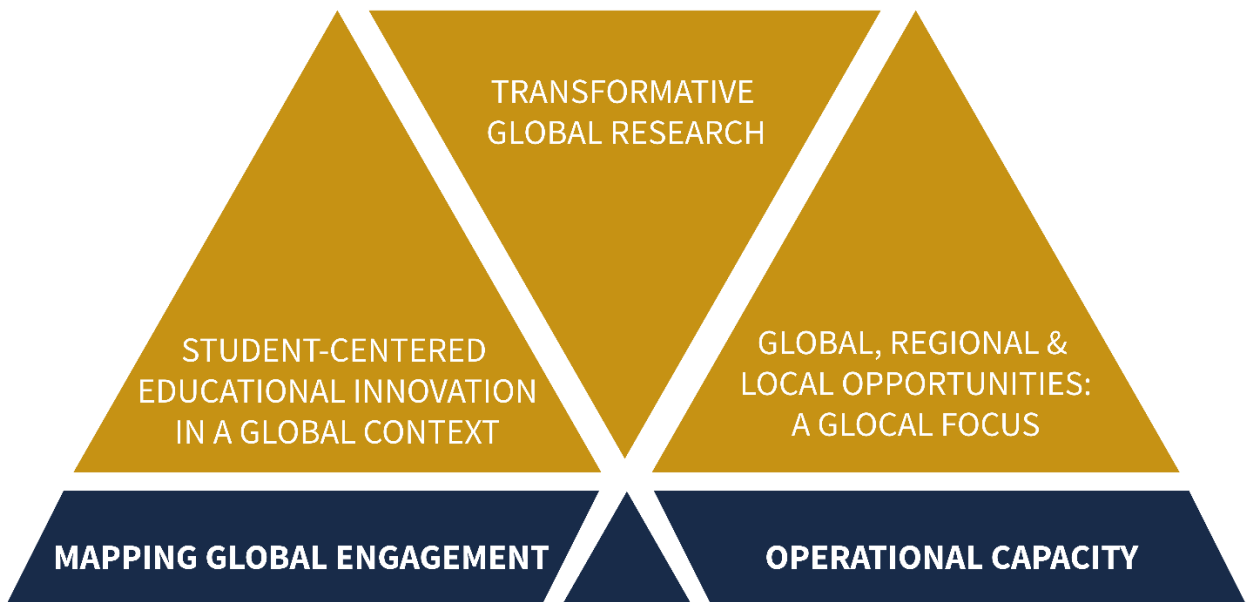 TRANSFORMATIVE
GLOBAL RESEARCH
STUDENT-CENTERED
EDUCATIONAL INNOVATION
IN A GLOBAL CONTEXT
GLOBAL, REGIONAL &
LOCAL OPPORTUNITIES:
A GLOCAL FOCUS
MAPPING GLOBAL ENGAGEMENT
OPERATIONAL CAPACITY